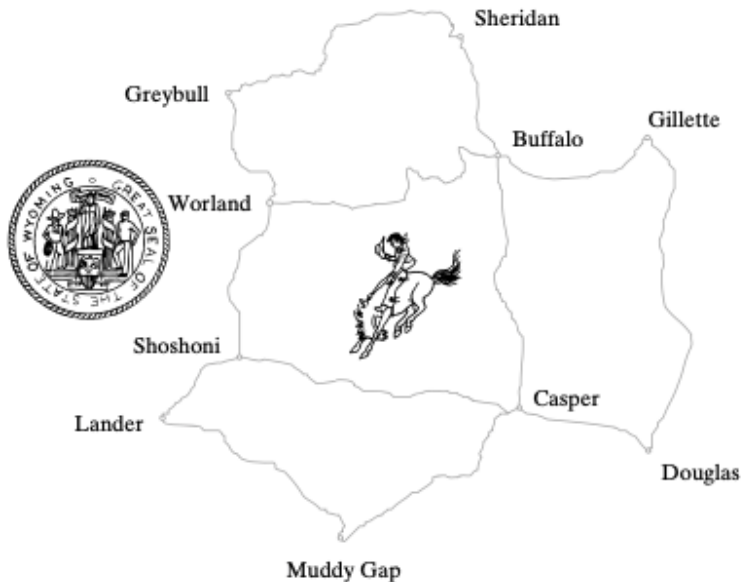 Sheridan
Greybull
Gillette
Buffalo
Worland
GREAT SEAL OF THE STATE OF WYOMING
Shoshoni
Casper
Lander
Douglas
Muddy Gap